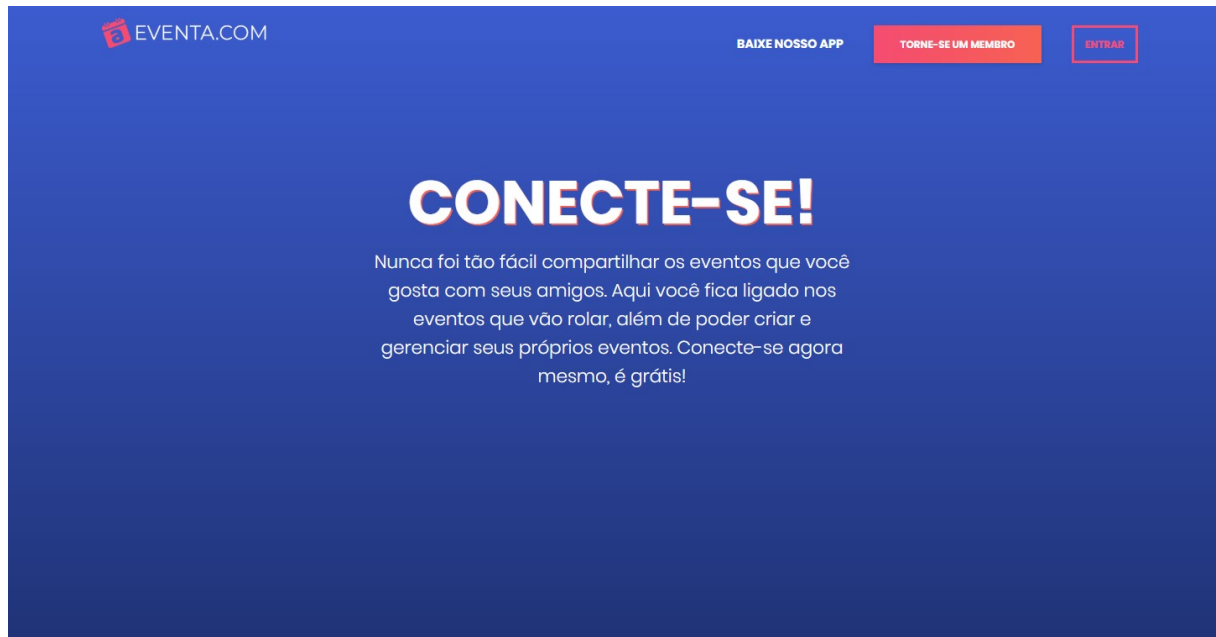 a EVENTA.COM
BAIXE NOSSO APP
TORNE-SE UM MEMBRO
ENTRAR
CONECTE-SE!
Nunca foi tão fácil compartilhar os eventos que você
gosta com seus amigos. Aqui você fica ligado nos
eventos que vão rolar, além de poder criar e
gerenciar seus próprios eventos. Conecte-se agora
mesmo, é grátis!